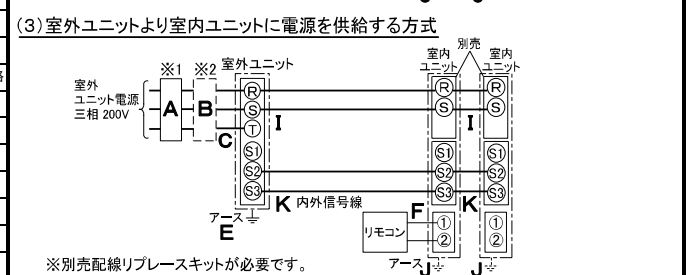 (3)室外ユニットより室内ユニットに電源を供給する方式
別売
※1 ※2 室外ユニット 室内ユニット 室内ユニット
室外ユニット電源
三相 200V
A B C
R S T S1 S2 S3
I
R S S1 S2 S3
I
R S S1 S2 S3
K 内外信号線 K
アース
E
F
リモコン
① ②
① ②
アース J J
※別売配線リプレースキットが必要です。